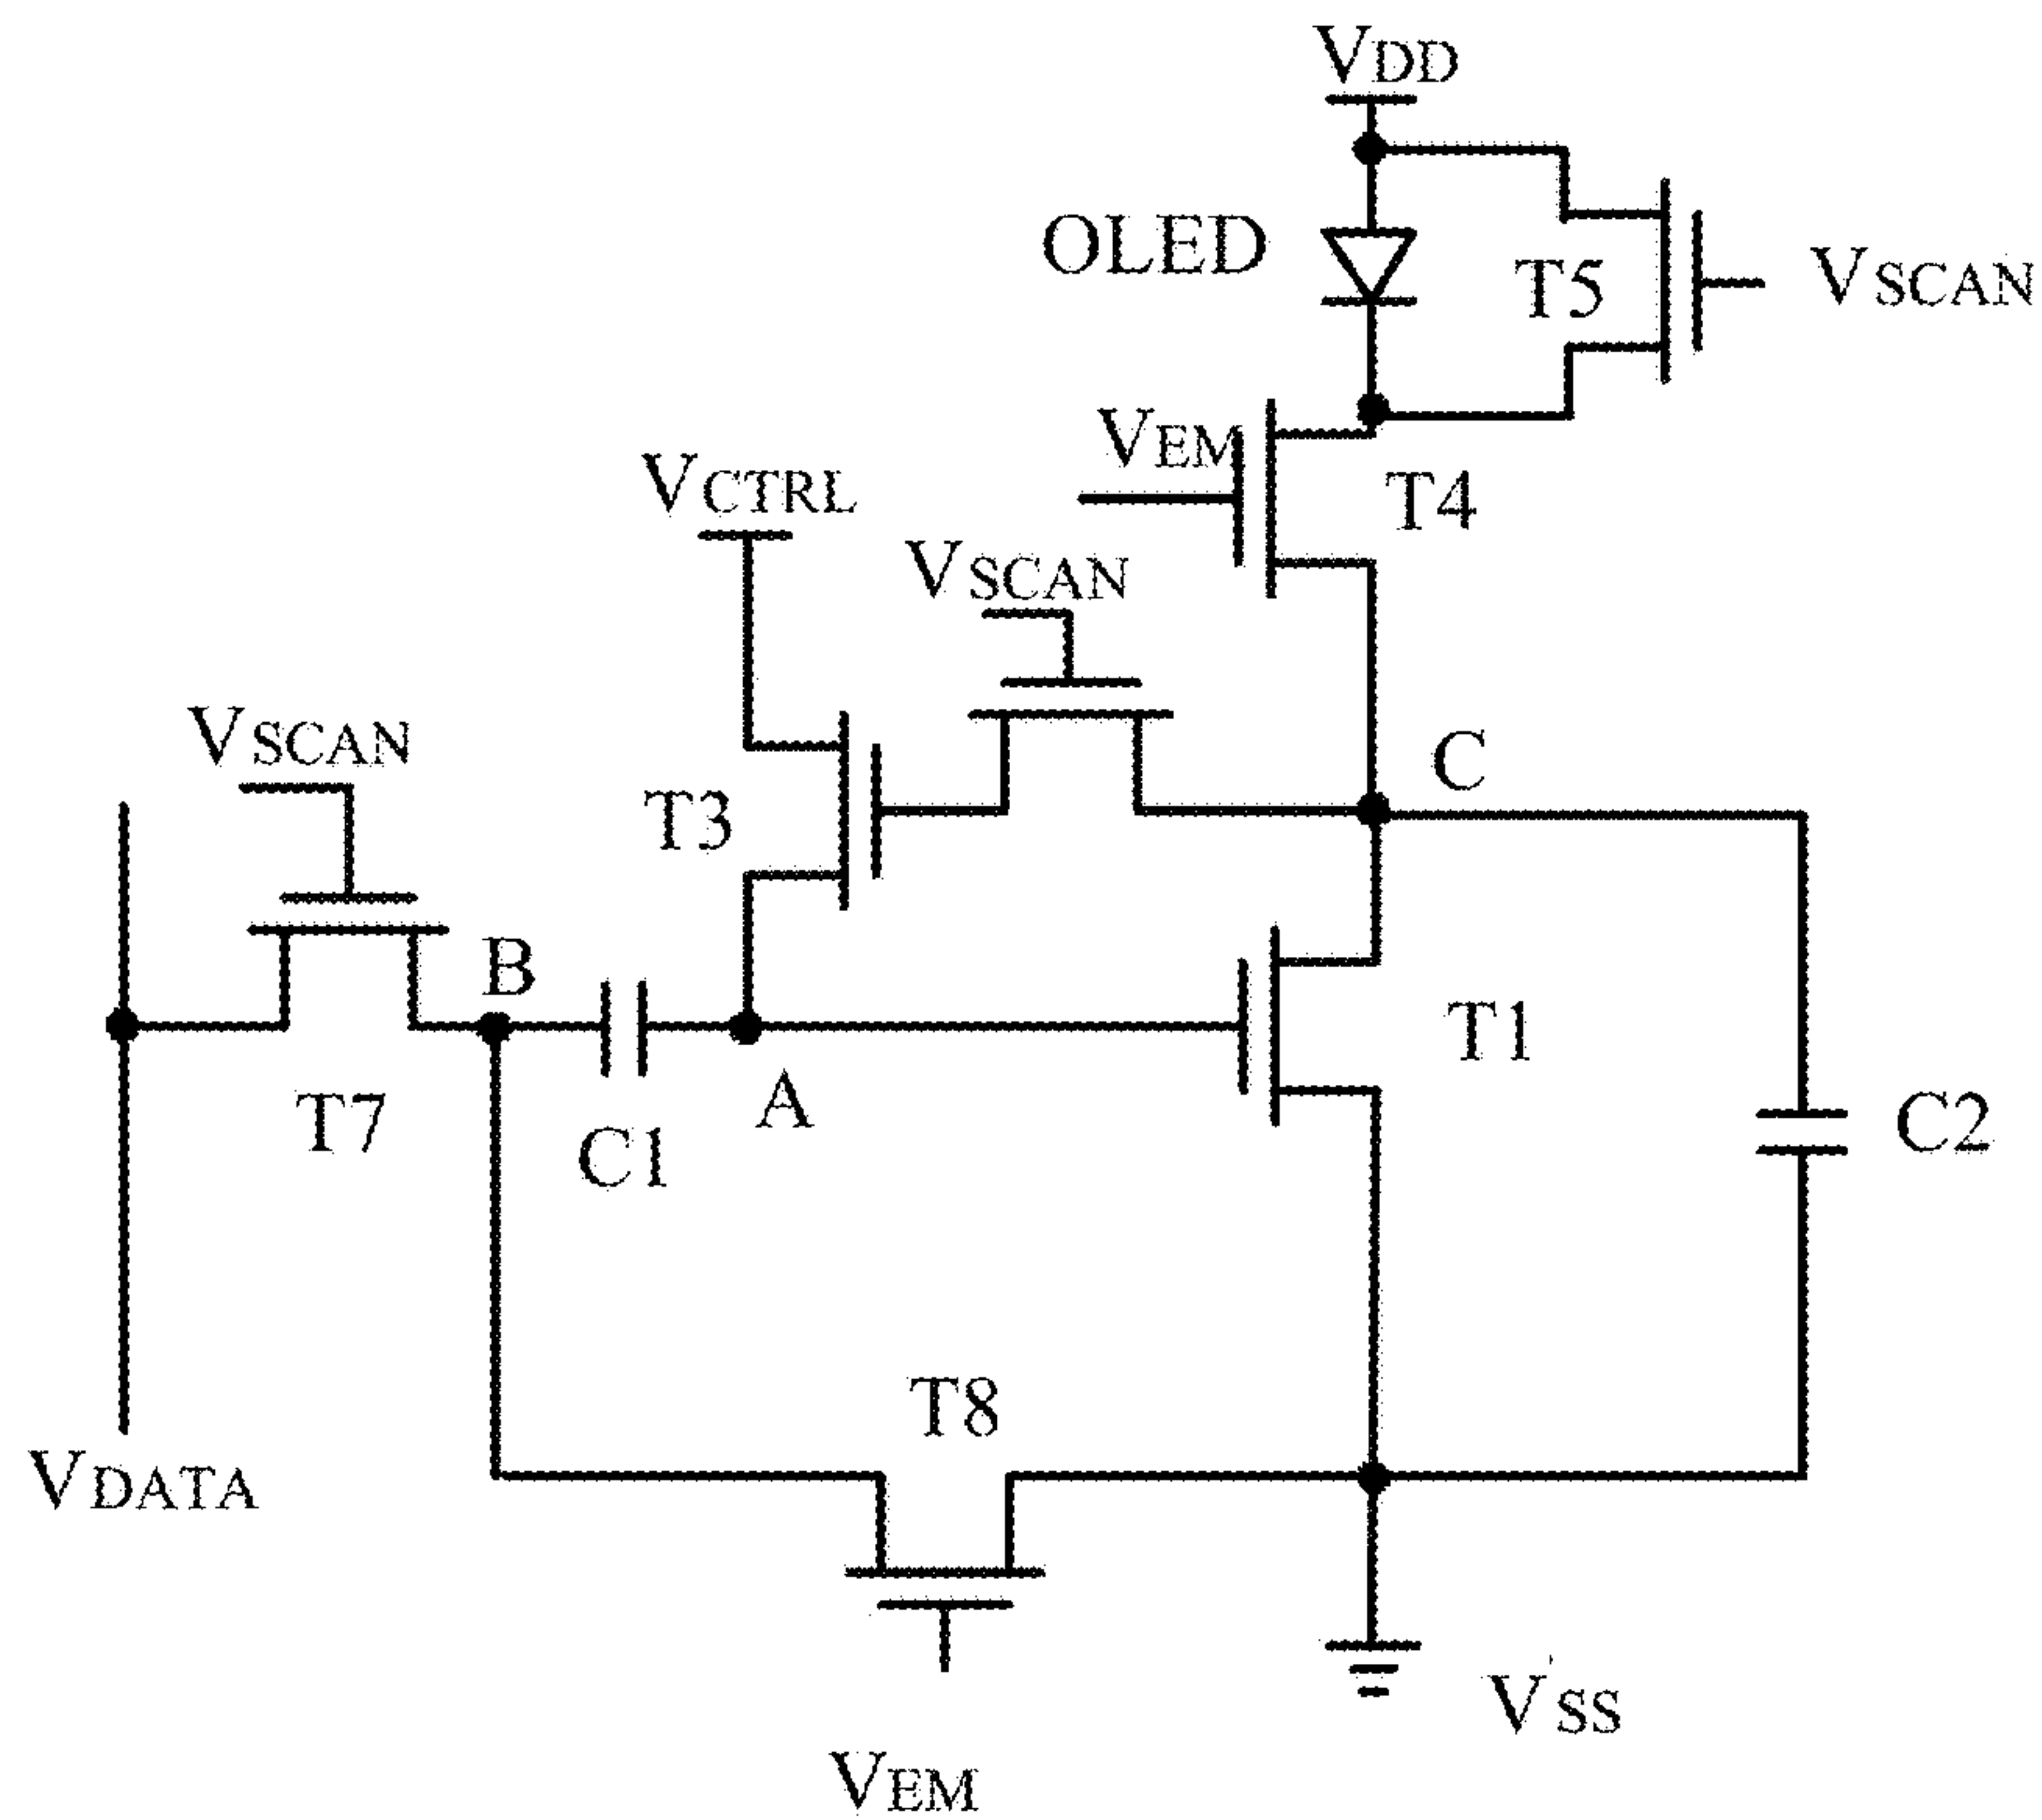 VDD
OLED
T5
VSCAN
VEM
T4
VCTRL
VSCAN
VSCAN
T3
C
B
T1
A
T7
C1
C2
T8
VDATA
VSS
VEM